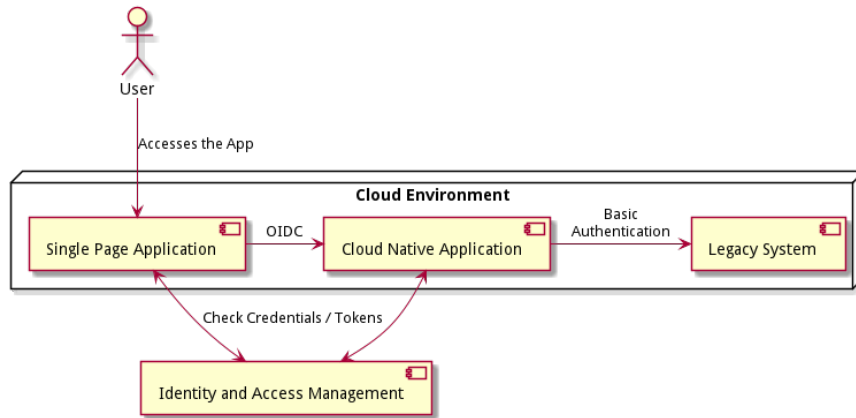 User
Accesses the App
Cloud Environment
Single Page Application
OIDC
Cloud Native Application
Basic
Authentication
Legacy System
Check Credentials / Tokens
Identity and Access Management